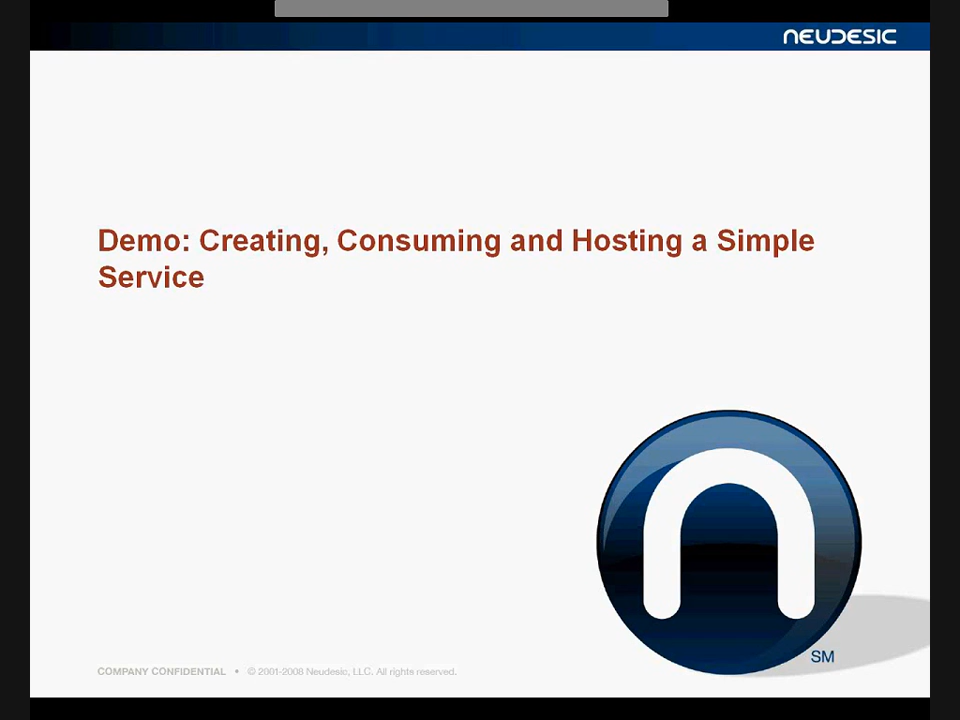 NEUDESIC
Demo: Creating, Consuming and Hosting a Simple
Service
SM
COMPANY CONFIDENTIAL • © 2001-2008 Neudesic, LLC. All rights reserved.